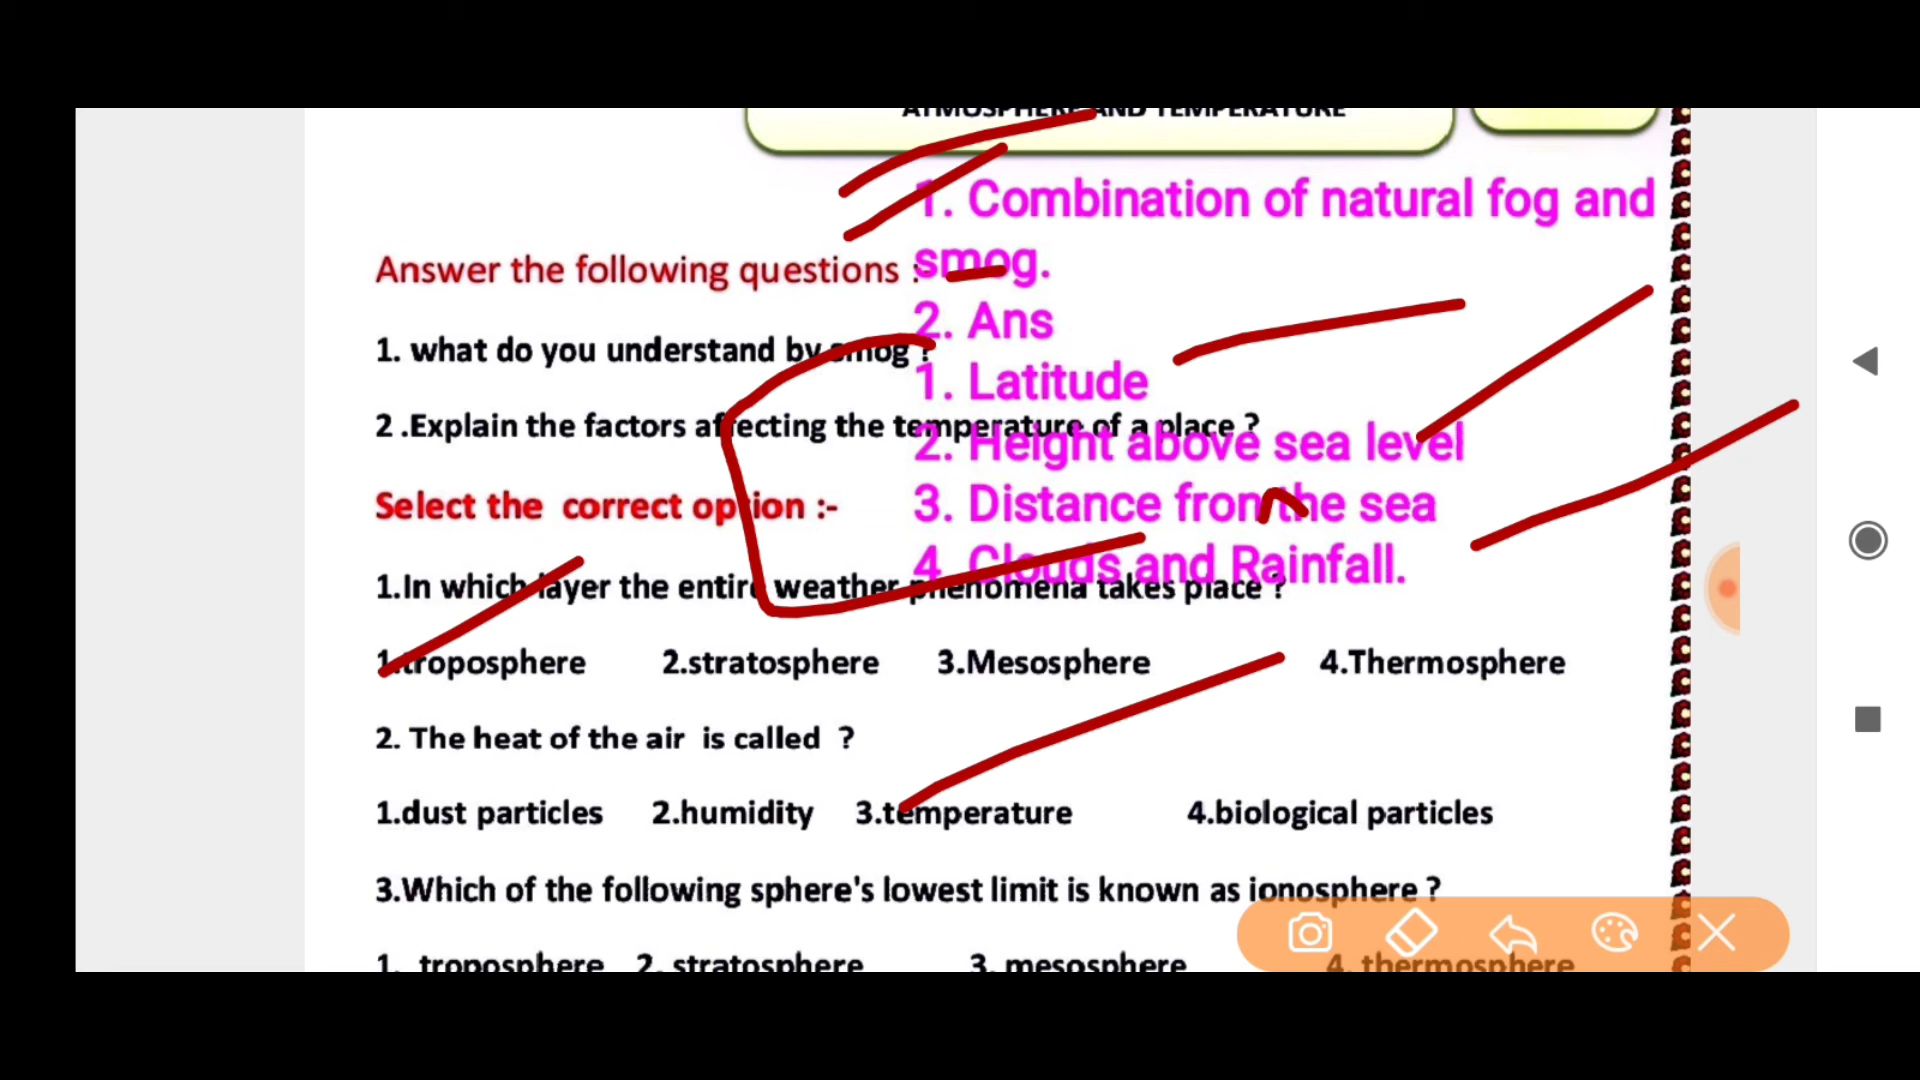 ATMOSPHERE AND TEMPERATURE
1. Combination of natural fog and
smog.
Answer the following questions :-
2. Ans
1. what do you understand by smog ?
1. Latitude
2 .Explain the factors affecting the temperature of a place ?
2. Height above sea level
Select the correct option :-
3. Distance from the sea
4. Clouds and Rainfall.
1.In which layer the entire weather phenomena takes place ?
1.troposphere 2.stratosphere 3.Mesosphere 4.Thermosphere
2. The heat of the air is called ?
1.dust particles 2.humidity 3.temperature 4.biological particles
3.Which of the following sphere's lowest limit is known as ionosphere ?
1. troposphere 2. stratosphere 3. mesosphere 4. thermosphere